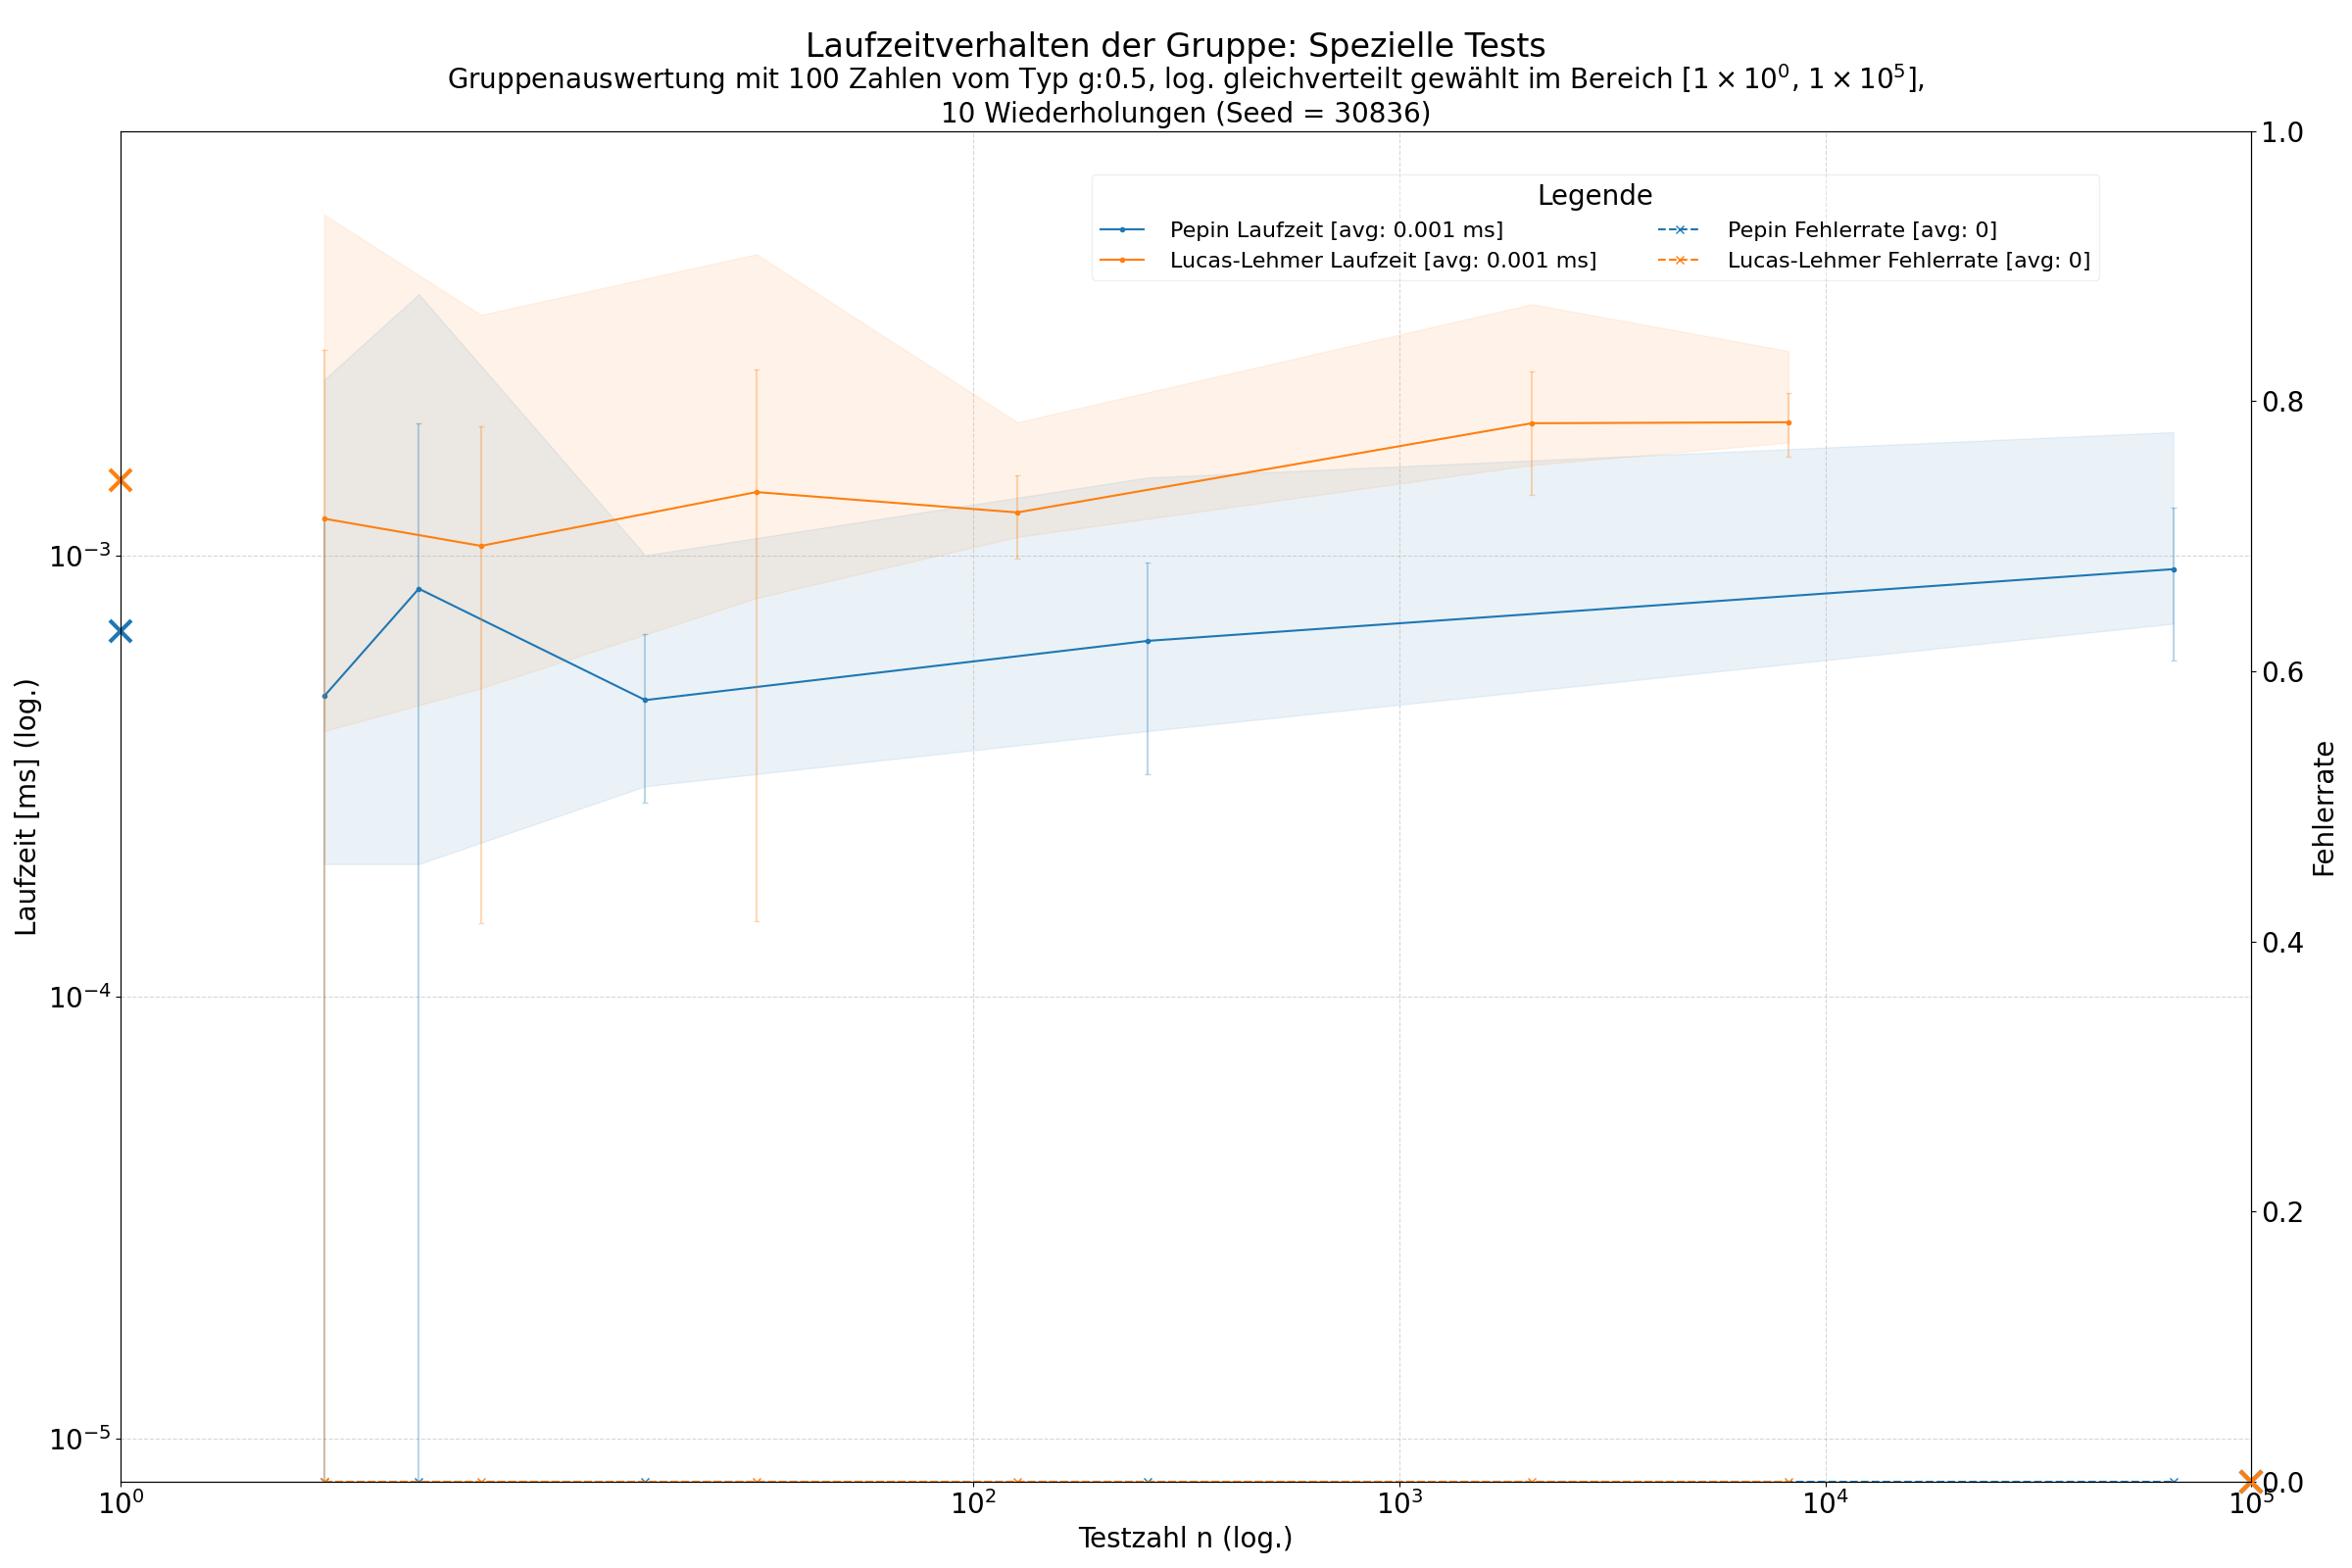 Laufzeitverhalten der Gruppe: Spezielle Tests
Gruppenauswertung mit 100 Zahlen vom Typ g:0.5, log. gleichverteilt gewählt im Bereich [1 × 10⁰, 1 × 10⁵],
10 Wiederholungen (Seed = 30836)
Legende
Pepin Laufzeit [avg: 0.001 ms]
Lucas-Lehmer Laufzeit [avg: 0.001 ms]
Pepin Fehlerrate [avg: 0]
Lucas-Lehmer Fehlerrate [avg: 0]
Laufzeit [ms] (log.)
10⁻³
10⁻⁴
10⁻⁵
1.0
0.8
0.6
0.4
0.2
0.0
Fehlerrate
10⁰ 10² 10³ 10⁴ 10⁵
Testzahl n (log.)